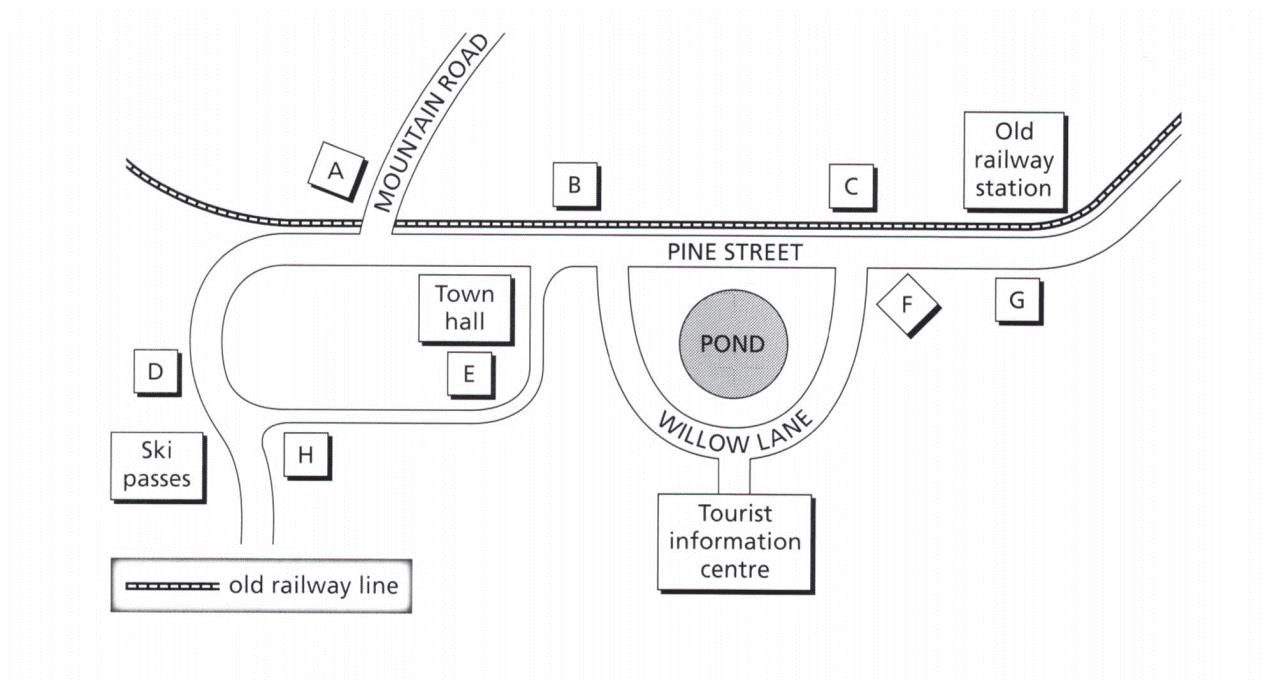 MOUNTAIN ROAD
Old
railway
station
A
B
C
PINE STREET
Town
hall
F
G
POND
D
E
WILLOW LANE
Ski
passes
H
Tourist
information
centre
old railway line